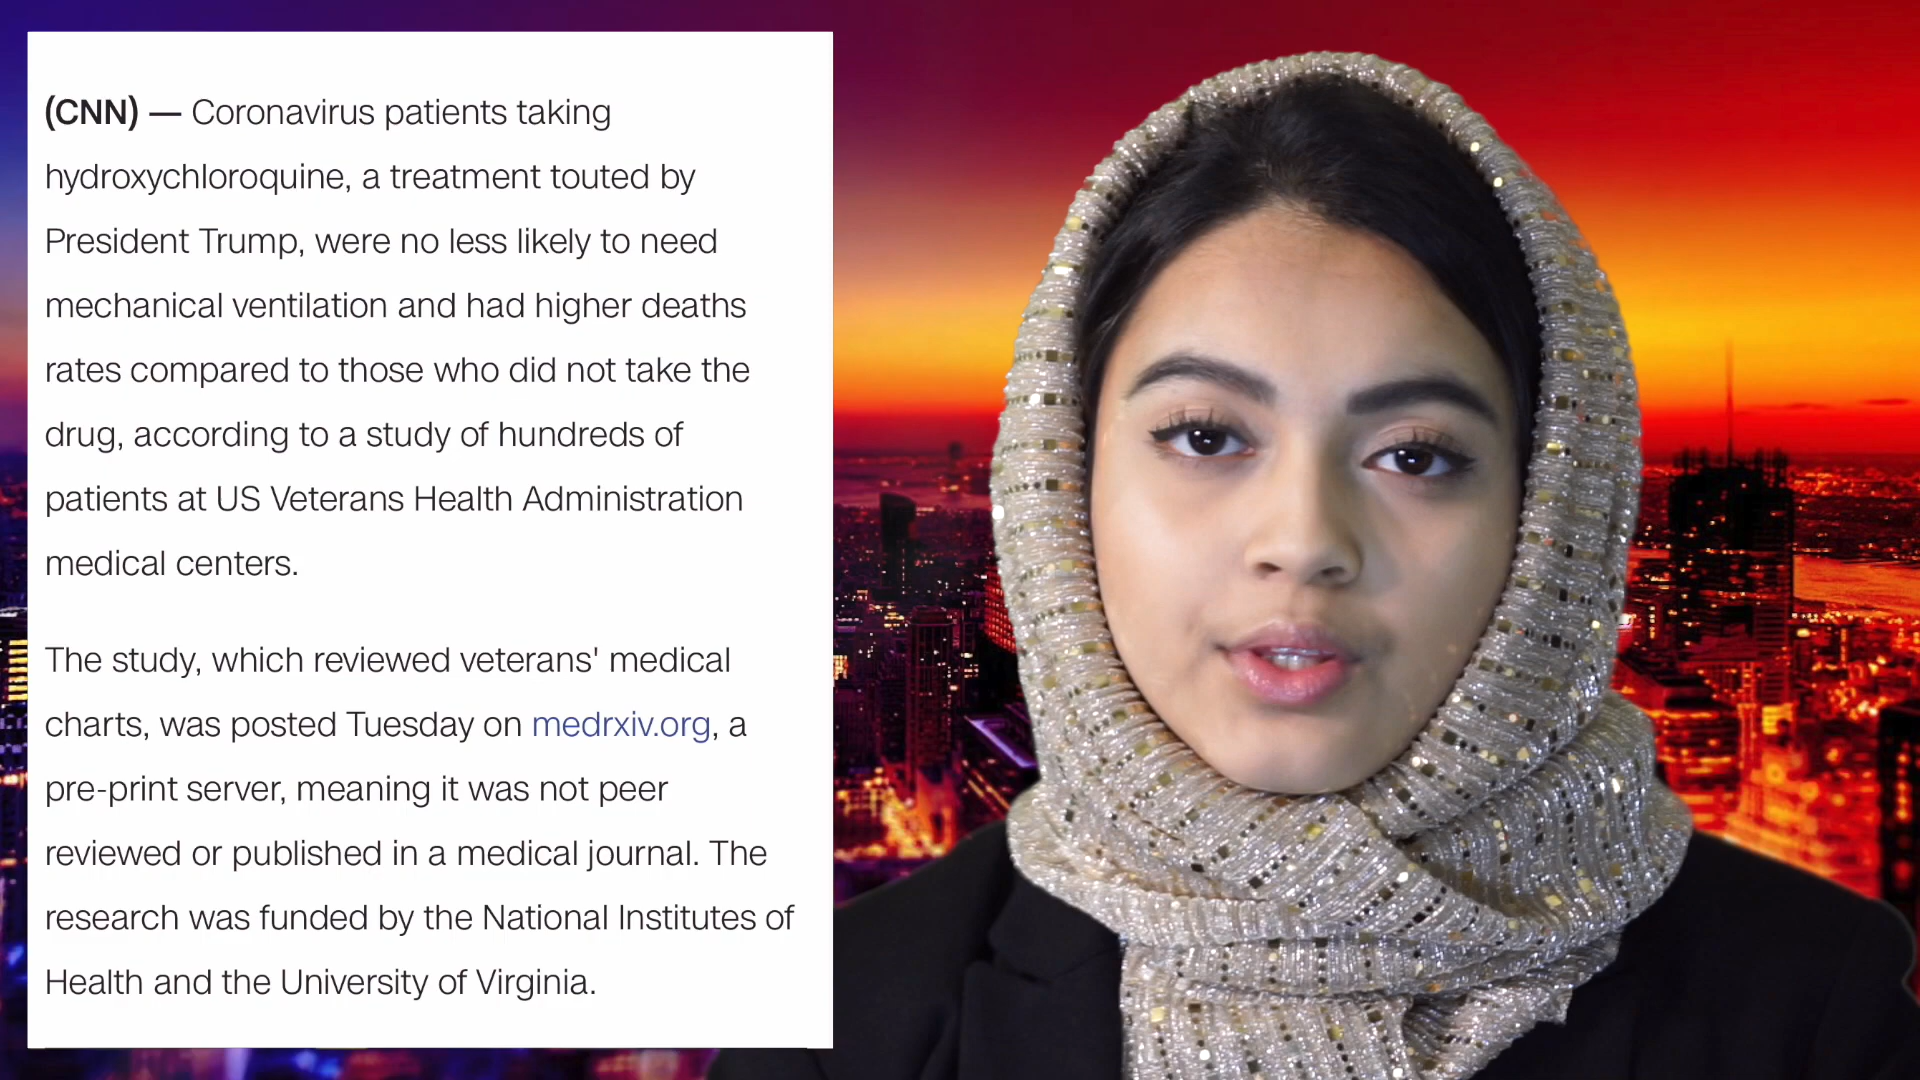 (CNN) — Coronavirus patients taking
hydroxychloroquine, a treatment touted by
President Trump, were no less likely to need
mechanical ventilation and had higher deaths
rates compared to those who did not take the
drug, according to a study of hundreds of
patients at US Veterans Health Administration
medical centers.
The study, which reviewed veterans' medical
charts, was posted Tuesday on medrxiv.org, a
pre-print server, meaning it was not peer
reviewed or published in a medical journal. The
research was funded by the National Institutes of
Health and the University of Virginia.